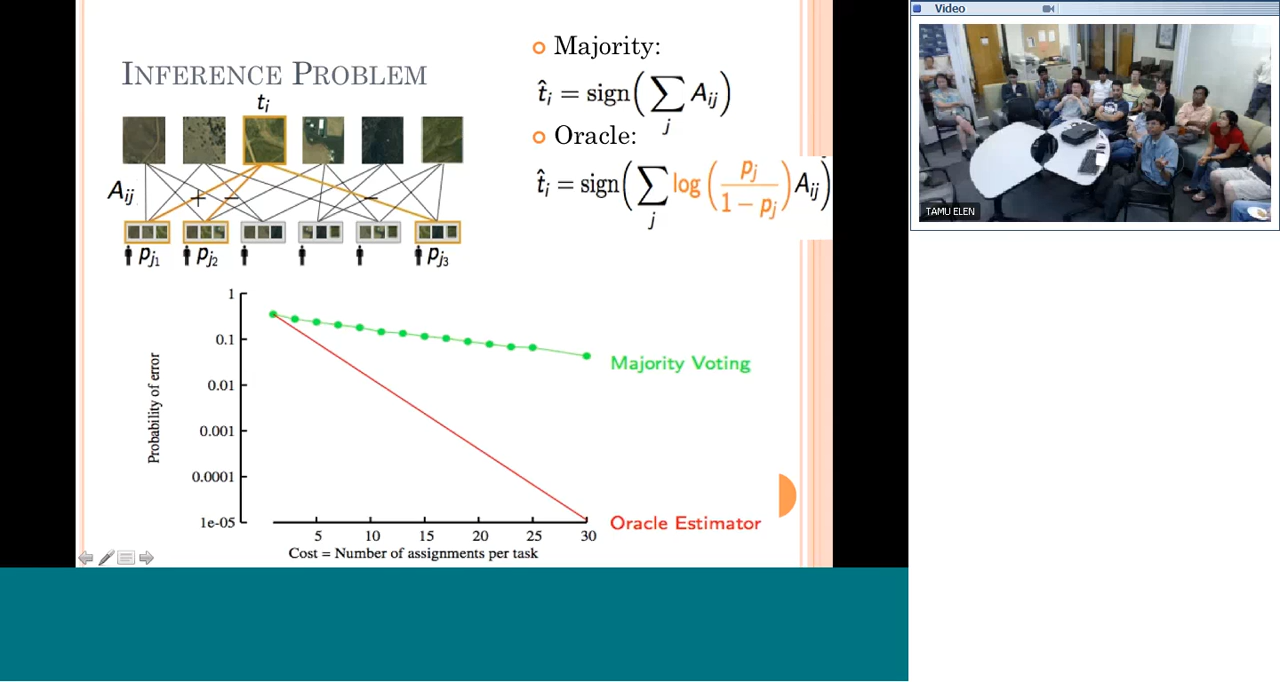 INFERENCE PROBLEM
t_i
A_ij
+ − −
p_j1 p_j2 p_j3
Majority:
t̂_i = sign(∑_j A_ij)
Oracle:
t̂_i = sign(∑_j log(p_j / 1 − p_j) A_ij)
Probability of error
1
0.1
0.01
0.001
0.0001
1e-05
5 10 15 20 25 30
Cost = Number of assignments per task
Majority Voting
Oracle Estimator
Video
TAMU ELEN